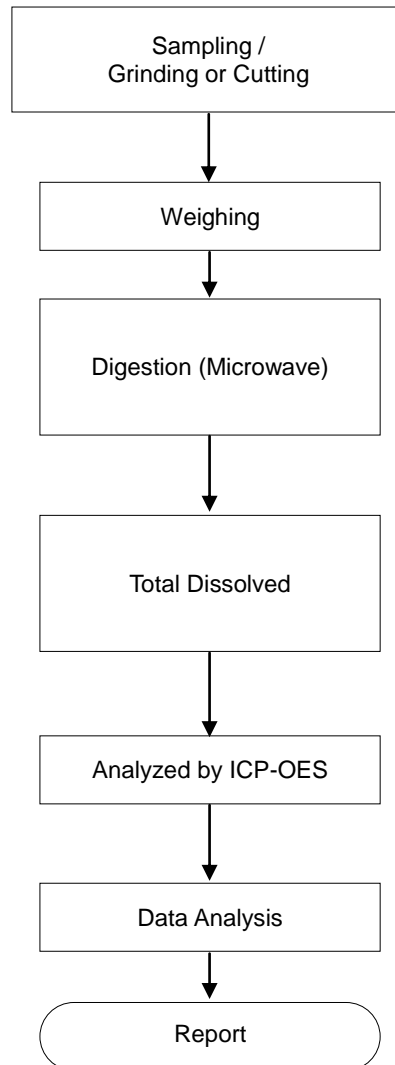 Sampling /
Grinding or Cutting
Weighing
Digestion (Microwave)
Total Dissolved
Analyzed by ICP-OES
Data Analysis
Report